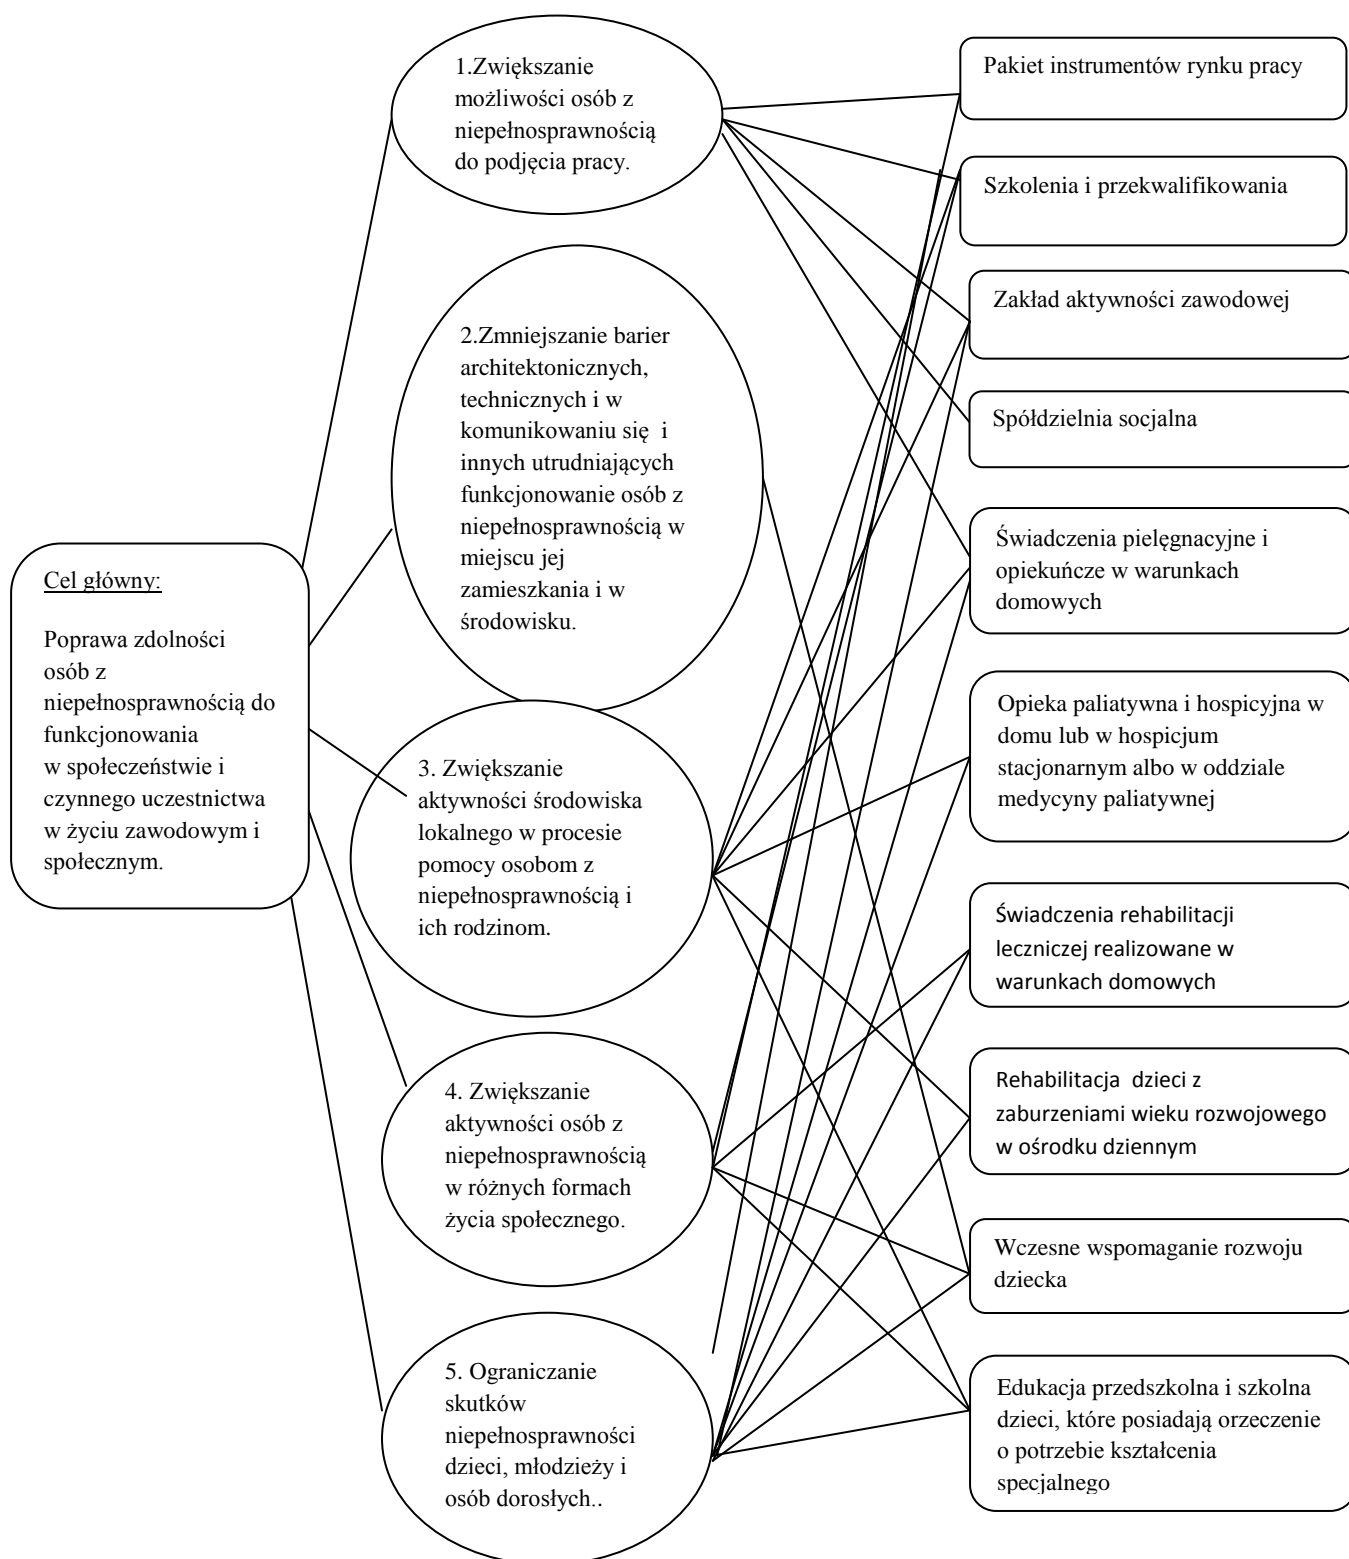 Cel główny:
Poprawa zdolności
osób z
niepełnosprawnością do
funkcjonowania
w społeczeństwie i
czynnego uczestnictwa
w życiu zawodowym i
społecznym.
1.Zwiększanie
możliwości osób z
niepełnosprawnością
do podjęcia pracy.
2.Zmniejszanie barier
architektonicznych,
technicznych i w
komunikowaniu się i
innych utrudniających
funkcjonowanie osób z
niepełnosprawnością w
miejscu jej
zamieszkania i w
środowisku.
3. Zwiększanie
aktywności środowiska
lokalnego w procesie
pomocy osobom z
niepełnosprawnością i
ich rodzinom.
4. Zwiększanie
aktywności osób z
niepełnosprawnością
w różnych formach
życia społecznego.
5. Ograniczanie
skutków
niepełnosprawności
dzieci, młodzieży i
osób dorosłych..
Pakiet instrumentów rynku pracy
Szkolenia i przekwalifikowania
Zakład aktywności zawodowej
Spółdzielnia socjalna
Świadczenia pielęgnacyjne i
opiekuńcze w warunkach
domowych
Opieka paliatywna i hospicyjna w
domu lub w hospicjum
stacjonarnym albo w oddziale
medycyny paliatywnej
Świadczenia rehabilitacji
leczniczej realizowane w
warunkach domowych
Rehabilitacja dzieci z
zaburzeniami wieku rozwojowego
w ośrodku dziennym
Wczesne wspomaganie rozwoju
dziecka
Edukacja przedszkolna i szkolna
dzieci, które posiadają orzeczenie
o potrzebie kształcenia
specjalnego